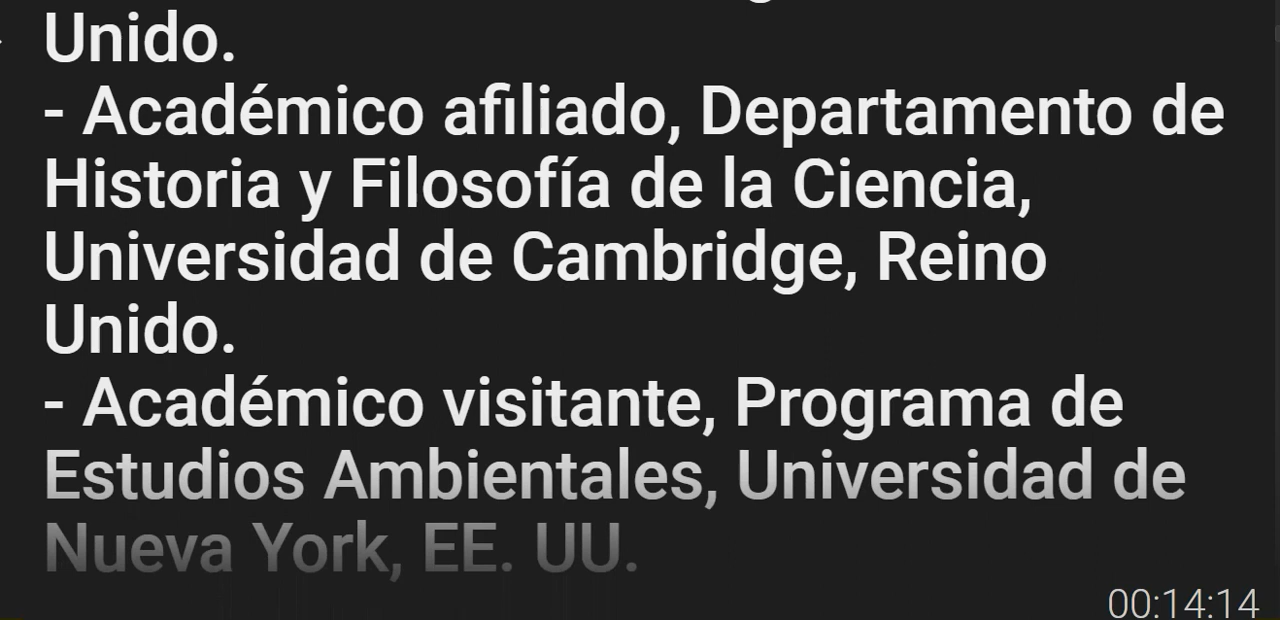 Unido.
- Académico afiliado, Departamento de
Historia y Filosofía de la Ciencia,
Universidad de Cambridge, Reino
Unido.
- Académico visitante, Programa de
Estudios Ambientales, Universidad de
Nueva York, EE. UU.
00:14:14